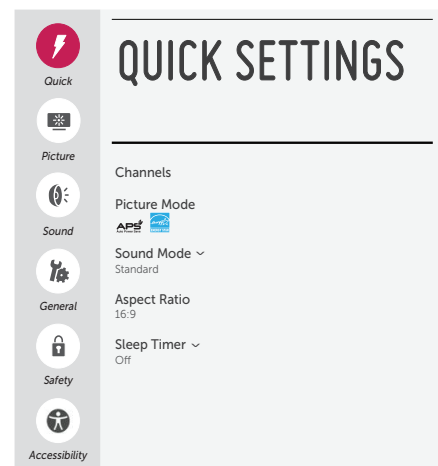 Quick
Picture
Sound
General
Safety
Accessibility
QUICK SETTINGS
Channels
Picture Mode
APS
Sound Mode
Standard
Aspect Ratio
16:9
Sleep Timer
Off